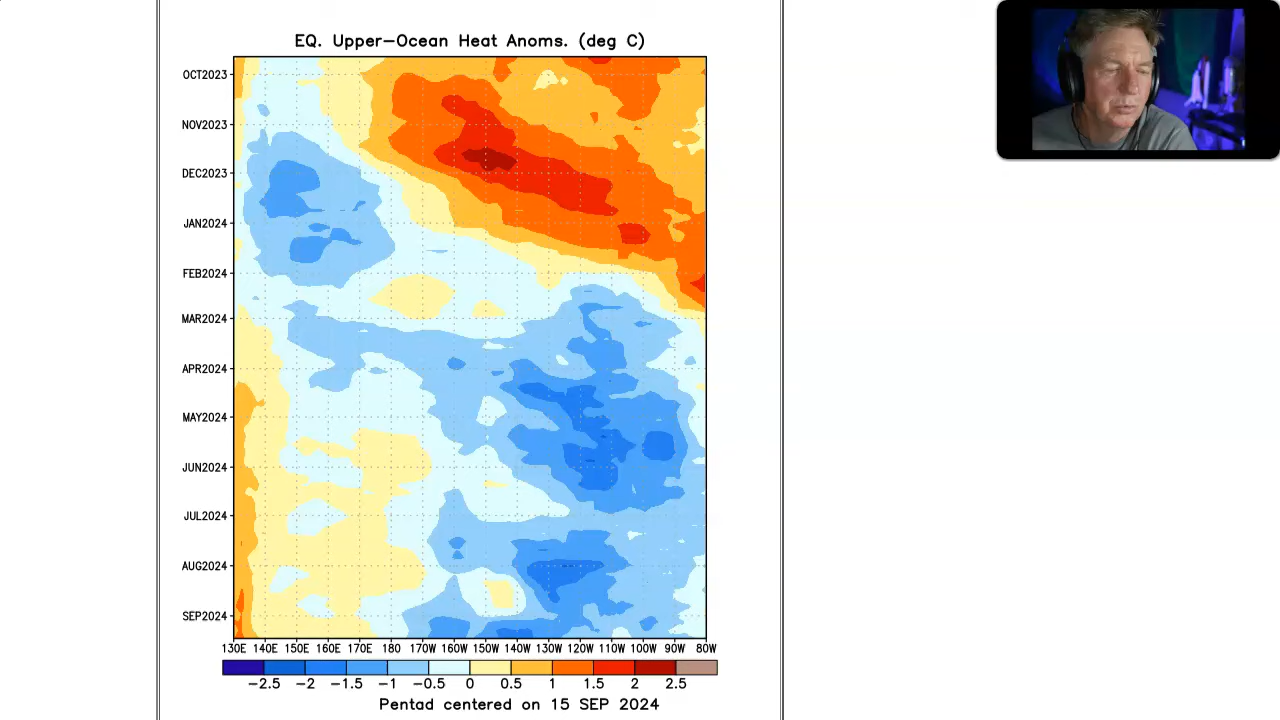 EQ. Upper-Ocean Heat Anoms. (deg C)
OCT2023
NOV2023
DEC2023
JAN2024
FEB2024
MAR2024
APR2024
MAY2024
JUN2024
JUL2024
AUG2024
SEP2024
130E 140E 150E 160E 170E 180 170W 160W 150W 140W 130W 120W 110W 100W 90W 80W
-2.5 -2 -1.5 -1 -0.5 0 0.5 1 1.5 2 2.5
Pentad centered on 15 SEP 2024